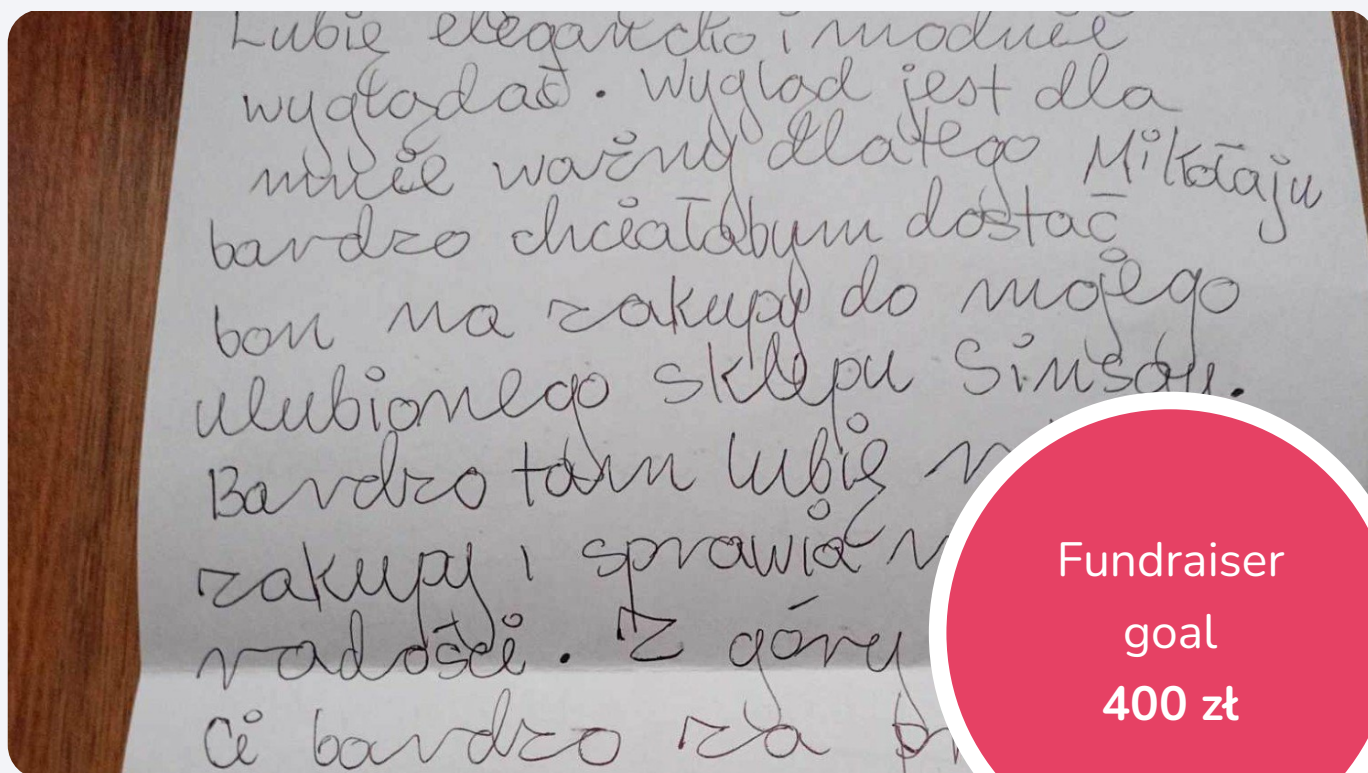 Lubię elegancko i modnie
wyglądać. Wygląd jest dla
mnie ważny dlatego Mikołaju
bardzo chciałabym dostać
bon na zakupy do mojego
ulubionego sklepu Sinsay.
Bardzo tam lubię
zakupy i sprawia
radości. Z góry
Ci bardzo za
Fundraiser
goal
400 zł